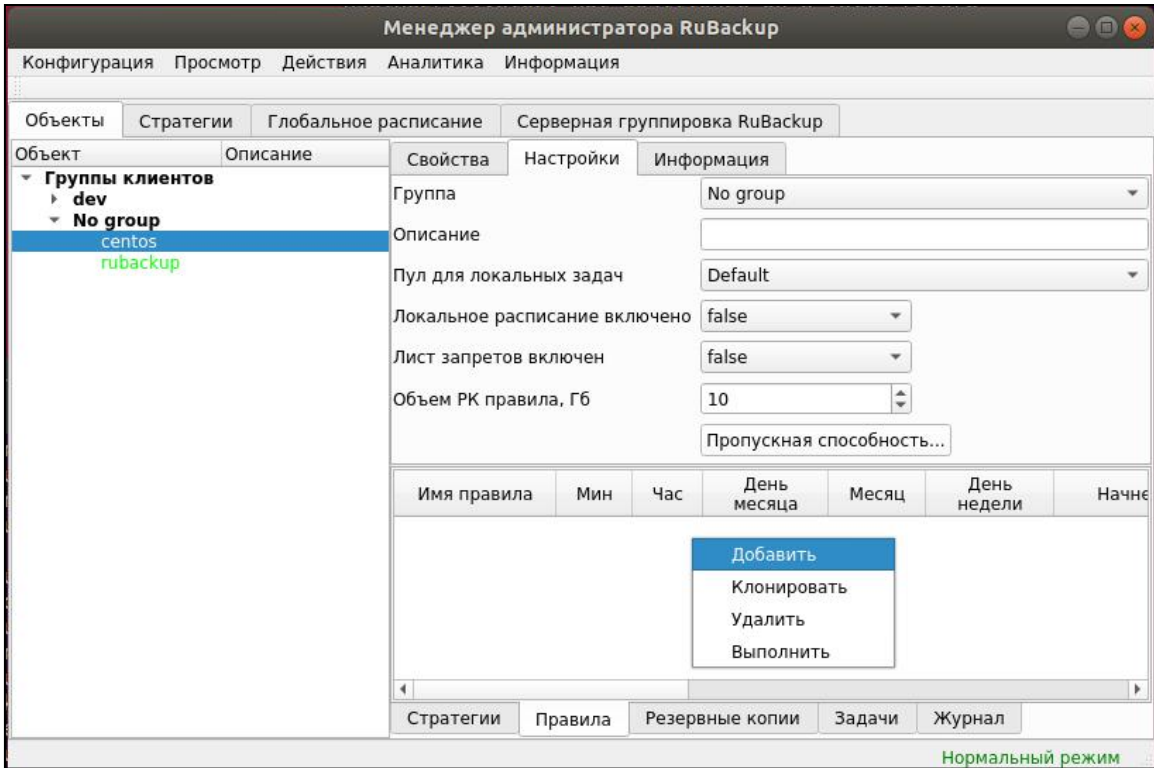 Менеджер администратора RuBackup
Конфигурация Просмотр Действия Аналитика Информация
Объекты Стратегии Глобальное расписание Серверная группировка RuBackup
Объект Описание
Группы клиентов
dev
No group
centos
rubackup
Свойства Настройки Информация
Группа No group
Описание
Пул для локальных задач Default
Локальное расписание включено false
Лист запретов включен false
Объем РК правила, Гб 10
Пропускная способность...
Имя правила Мин Час День месяца Месяц День недели Начне
Добавить
Клонировать
Удалить
Выполнить
Стратегии Правила Резервные копии Задачи Журнал
Нормальный режим